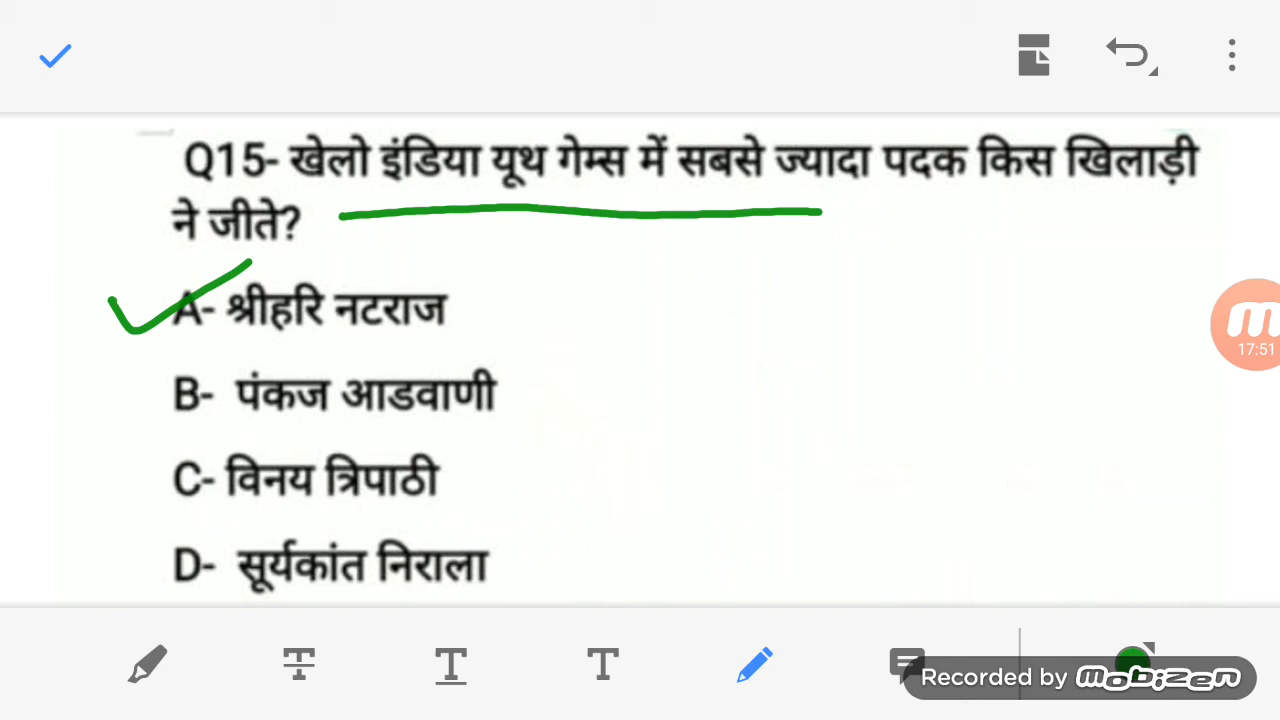 Q15- खेलो इंडिया यूथ गेम्स में सबसे ज्यादा पदक किस खिलाड़ी
ने जीते?
A- श्रीहरि नटराज
B- पंकज आडवाणी
C- विनय त्रिपाठी
D- सूर्यकांत निराला
17:51
T T T
Recorded by mobizen